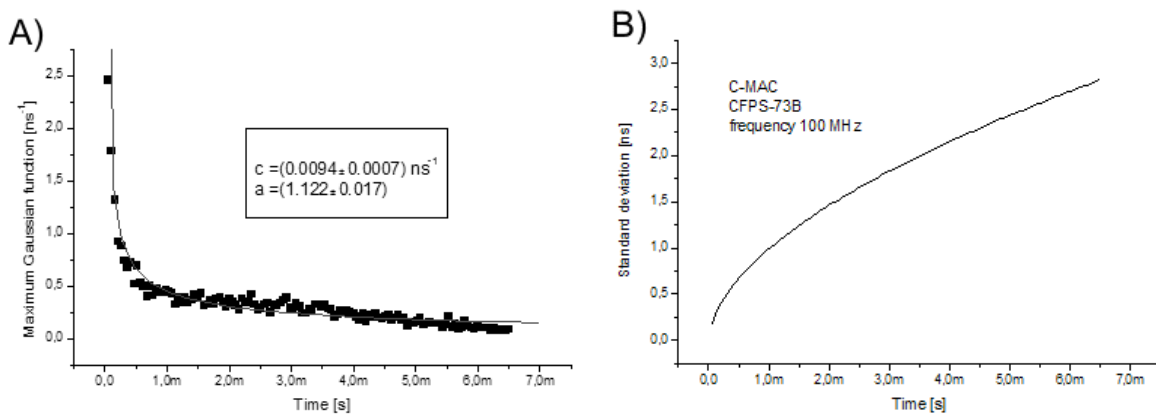 A)
Maximum Gaussian function [ns⁻¹]
2,5
2,0
1,5
1,0
0,5
0,0
c =(0.0094±0.0007) ns⁻¹
a =(1.122±0.017)
0,0 1,0m 2,0m 3,0m 4,0m 5,0m 6,0m 7,0m
Time [s]
B)
Standard deviation [ns]
3,0
2,5
2,0
1,5
1,0
0,5
0,0
C-MAC
CFPS-73B
frequency 100 MHz
0,0 1,0m 2,0m 3,0m 4,0m 5,0m 6,0m 7,0m
Time [s]